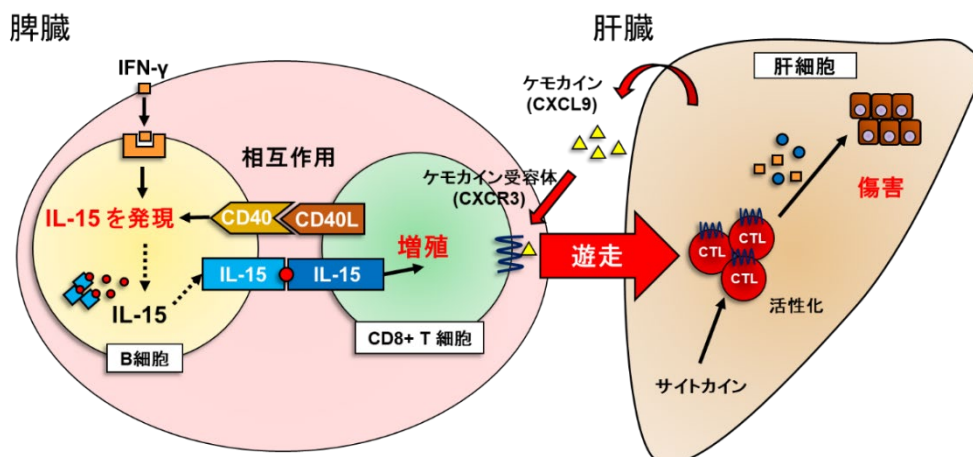 脾臓
IFN-γ
相互作用
IL-15 を発現
CD40
CD40L
IL-15
IL-15
IL-15
増殖
B細胞
CD8+ T 細胞
ケモカイン
(CXCL9)
ケモカイン受容体
(CXCR3)
遊走
肝臓
肝細胞
傷害
CTL
CTL
CTL
活性化
サイトカイン